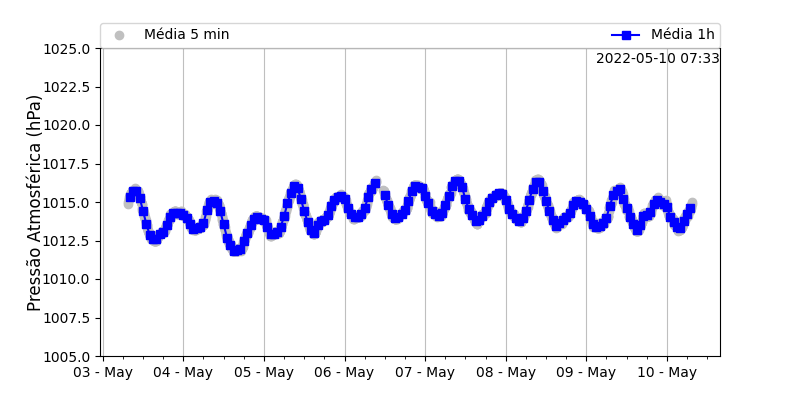 Média 5 min
Média 1h
2022-05-10 07:33
Pressão Atmosférica (hPa)
1025.0
1022.5
1020.0
1017.5
1015.0
1012.5
1010.0
1007.5
1005.0
03 - May
04 - May
05 - May
06 - May
07 - May
08 - May
09 - May
10 - May